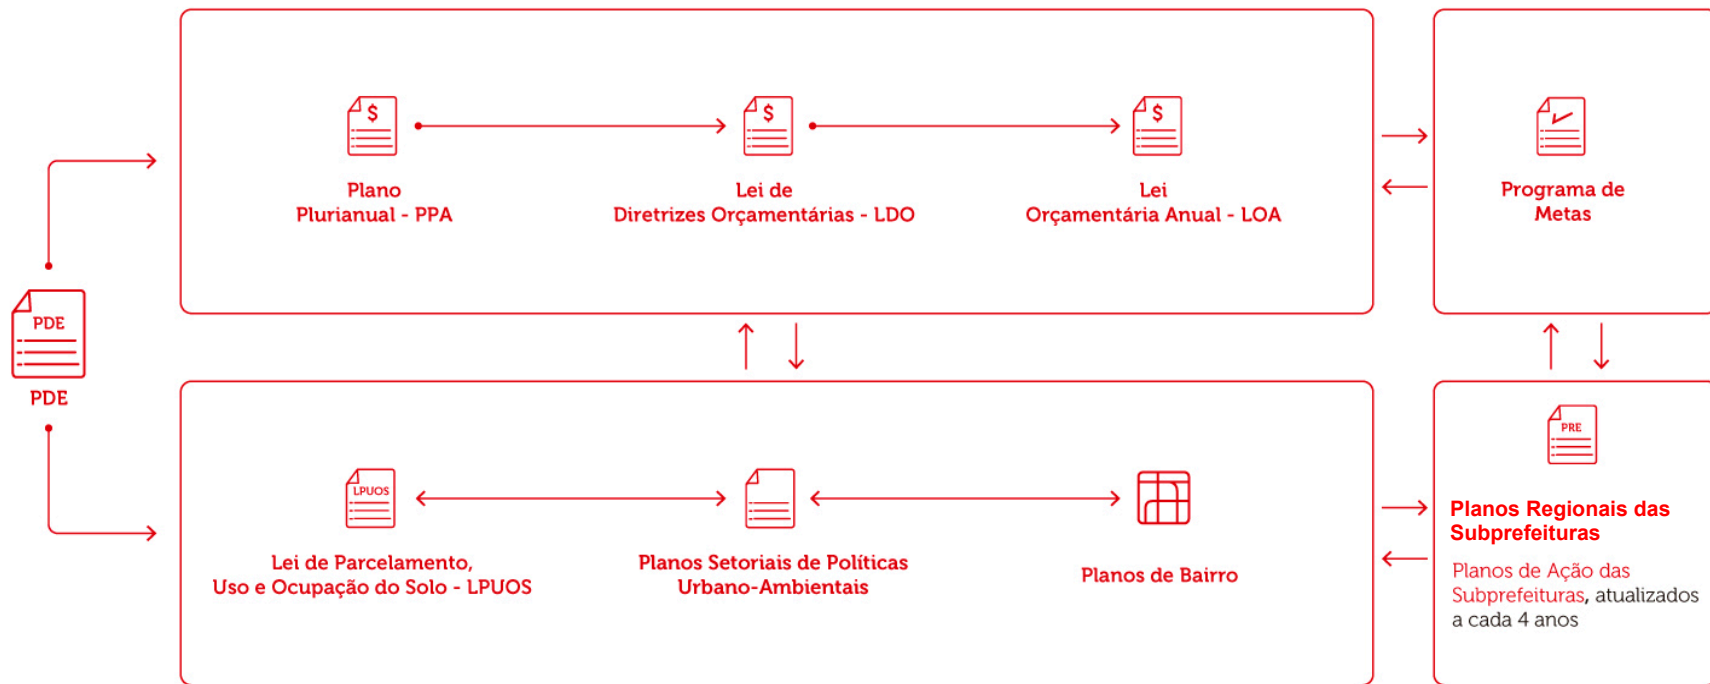 $
$
$
Plano
Plurianual - PPA
Lei de
Diretrizes Orçamentárias - LDO
Lei
Orçamentária Anual - LOA
Programa de
Metas
PDE
PDE
LPUOS
Lei de Parcelamento,
Uso e Ocupação do Solo - LPUOS
Planos Setoriais de Políticas
Urbano-Ambientais
Planos de Bairro
PRE
Planos Regionais das
Subprefeituras
Planos de Ação das
Subprefeituras, atualizados
a cada 4 anos